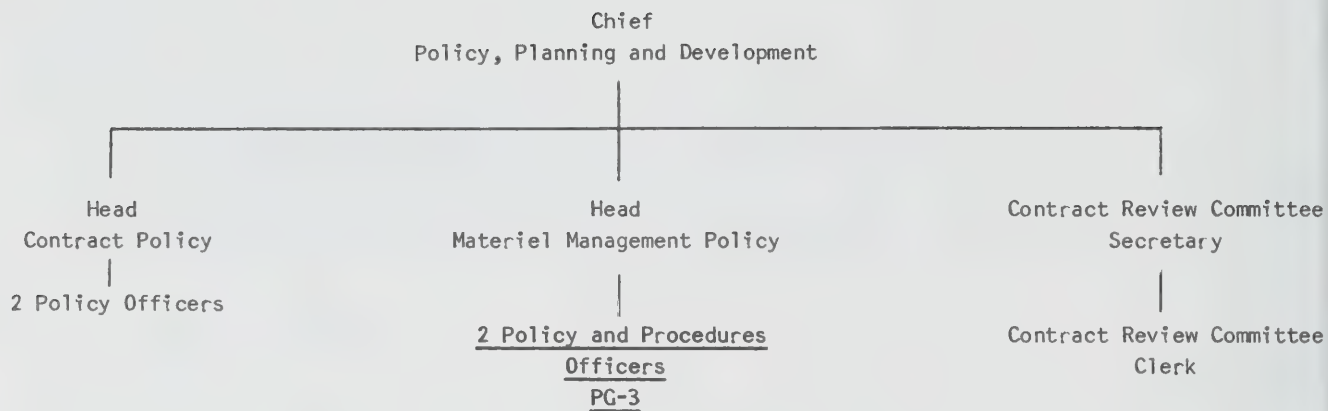 Chief
Policy, Planning and Development
Head
Contract Policy
2 Policy Officers
Head
Materiel Management Policy
2 Policy and Procedures
Officers
PG-3
Contract Review Committee
Secretary
Contract Review Committee
Clerk